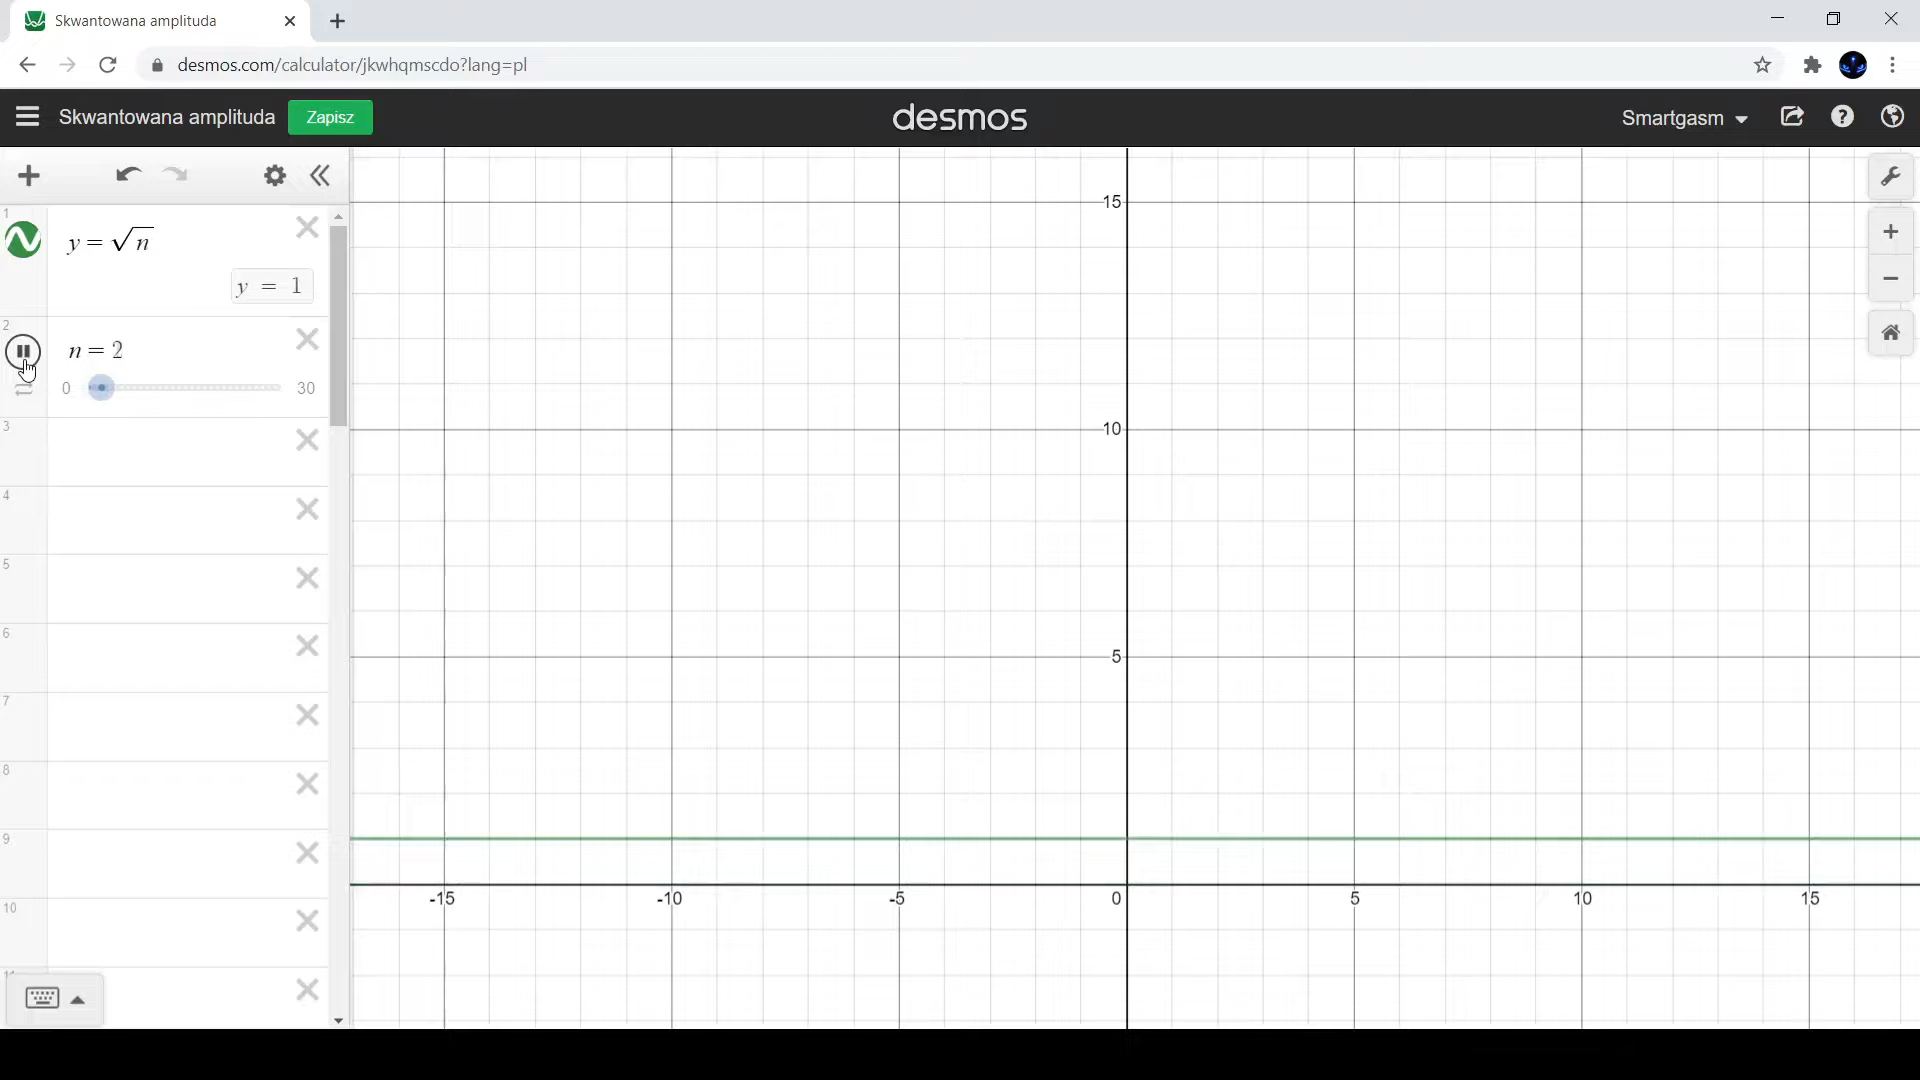 Skwantowana amplituda
desmos.com/calculator/jkwhqmscdo?lang=pl
Skwantowana amplituda
Zapisz
desmos
Smartgasm
1
y = √n
y = 1
2
n = 2
0
30
3
4
5
6
7
8
9
10
11
15
10
5
-15
-10
-5
0
5
10
15